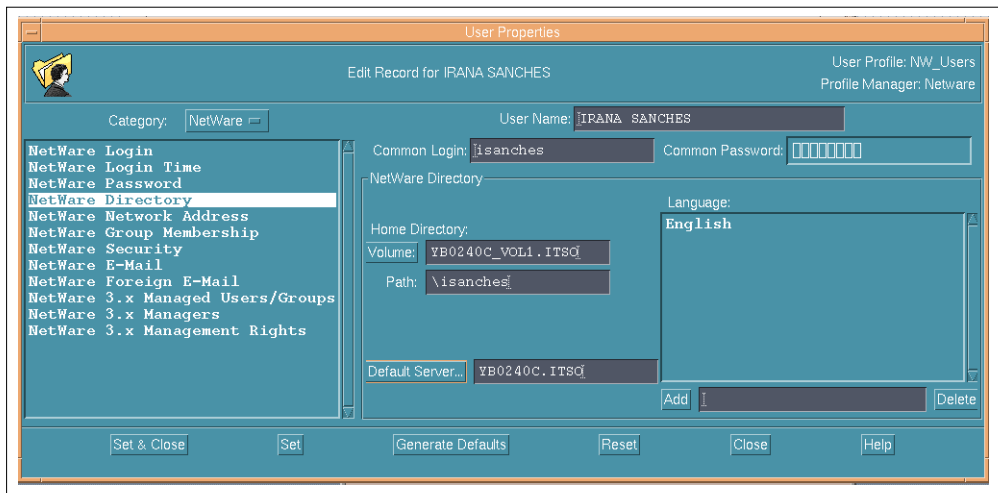 User Properties
Edit Record for IRANA SANCHES
User Profile: NW_Users
Profile Manager: Netware
Category: NetWare
User Name: IRANA SANCHES
NetWare Login
NetWare Login Time
NetWare Password
NetWare Directory
NetWare Network Address
NetWare Group Membership
NetWare Security
NetWare E-Mail
NetWare Foreign E-Mail
NetWare 3.x Managed Users/Groups
NetWare 3.x Managers
NetWare 3.x Management Rights
Common Login: isanches
Common Password:
NetWare Directory
Home Directory:
Volume: YB0240C_VOL1.ITSO
Path: \isanches
Default Server... YB0240C.ITSO
Language:
English
Add
Delete
Set & Close
Set
Generate Defaults
Reset
Close
Help